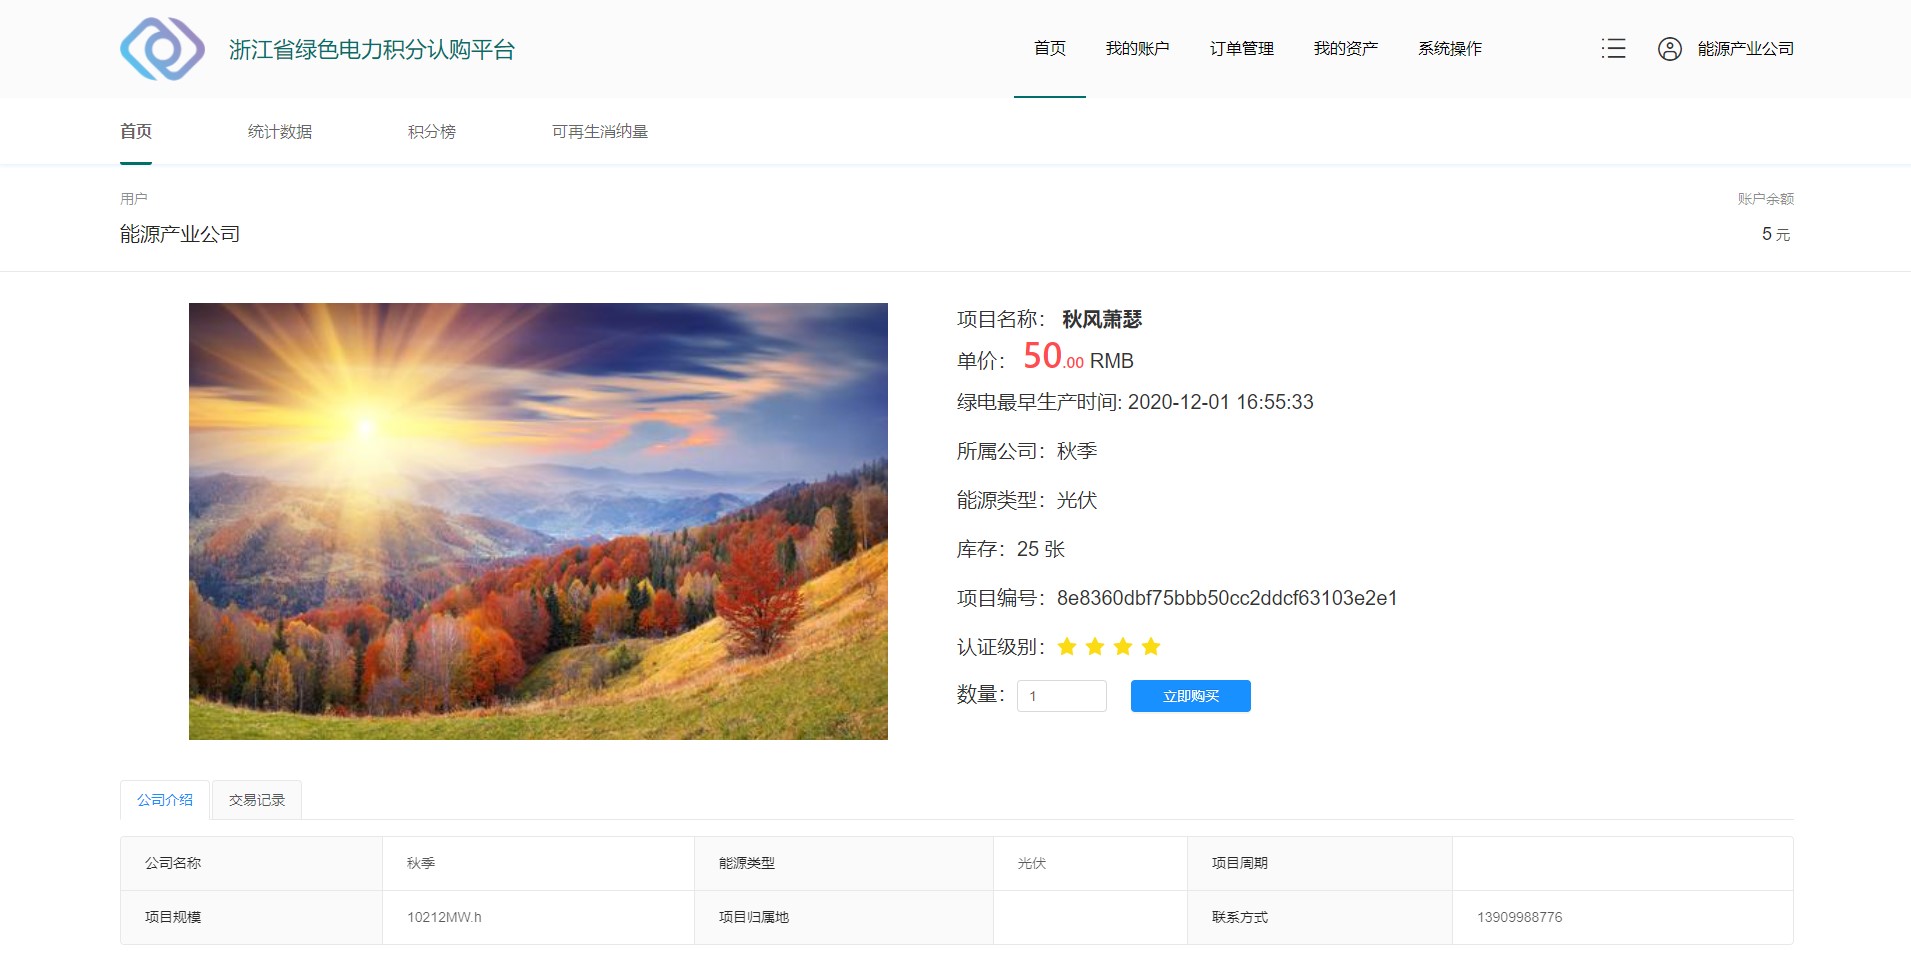 浙江省绿色电力积分认购平台
首页 我的账户 订单管理 我的资产 系统操作 能源产业公司
首页 统计数据 积分榜 可再生消纳量
用户 账户余额
能源产业公司 5 元
项目名称： 秋风萧瑟
单价： 50.00 RMB
绿电最早生产时间: 2020-12-01 16:55:33
所属公司：秋季
能源类型：光伏
库存：25 张
项目编号：8e8360dbf75bbb50cc2ddcf63103e2e1
认证级别：
数量： 1 立即购买
公司介绍 交易记录
公司名称 秋季 能源类型 光伏 项目周期
项目规模 10212MW.h 项目归属地 联系方式 13909988776